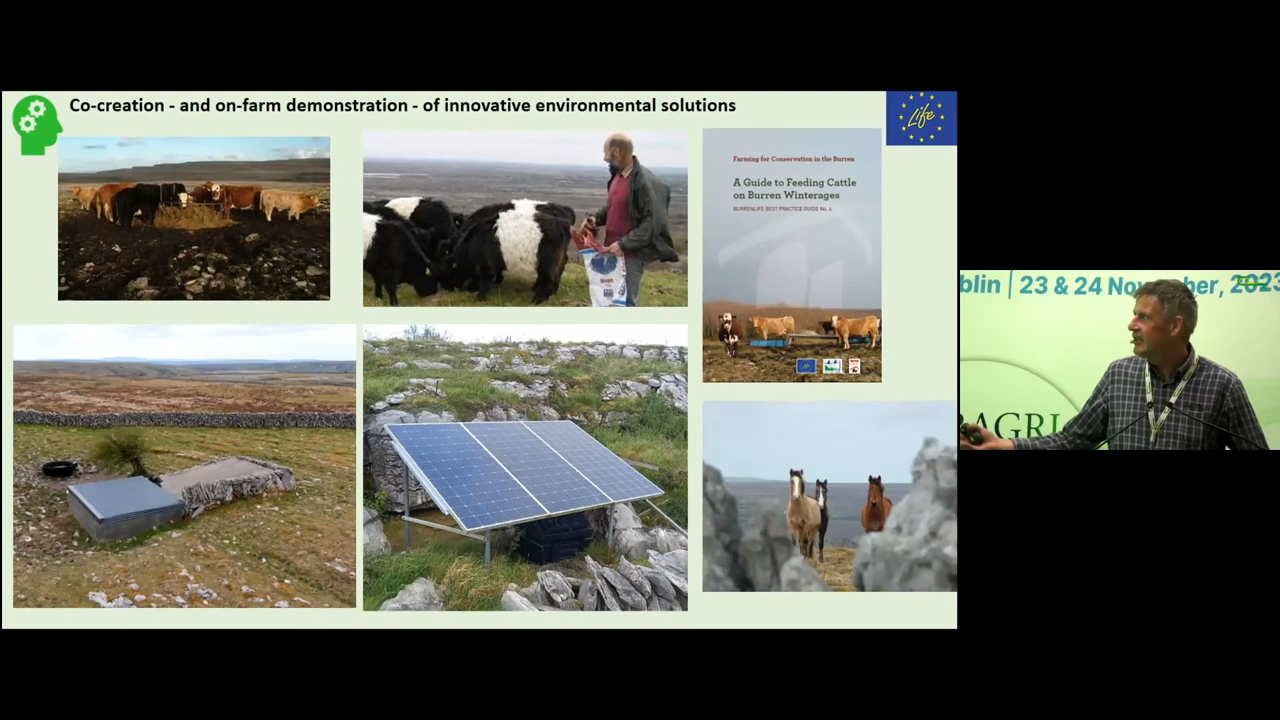 Co-creation - and on-farm demonstration - of innovative environmental solutions
Life
Farming for Conservation in the Burren
A Guide to Feeding Cattle
on Burren Winterages
BURRENLIFE BEST PRACTICE GUIDE No. 4
blin | 23 & 24 November, 2023
AGRI